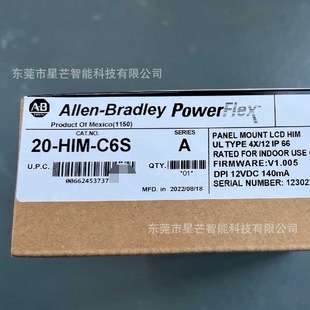 东莞市星芒智能科技有限公司
AB Allen-Bradley PowerFlex
Product Of Mexico(1150)
CAT.NO. SERIES
20-HIM-C6S A
PANEL MOUNT LCD HIM
UL TYPE 4X/12 IP 66
RATED FOR INDOOR USE
FIRMWARE:V1.005
DPI 12VDC 140mA
SERIAL NUMBER: 12302
U.P.C. QTY.
00662453737 "01"
MFD. in 2022/08/18
东莞市星芒智能科技有限公司